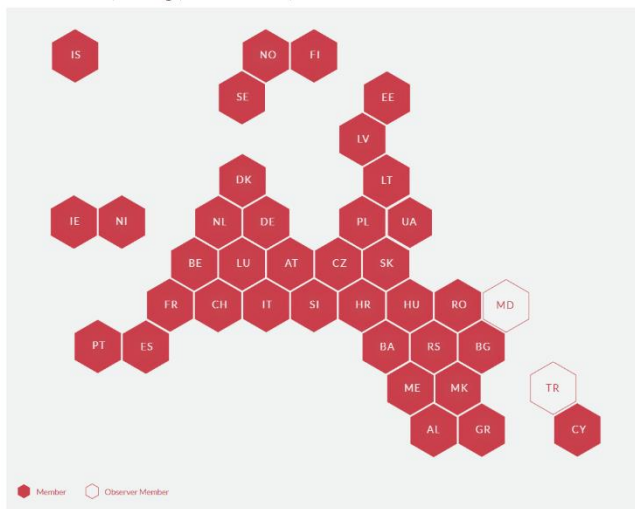 IS NO FI
SE EE
LV
DK LT
IE NI NL DE PL UA
BE LU AT CZ SK
FR CH IT SI HR HU RO MD
PT ES BA RS BG
ME MK TR
AL GR CY
Member Observer Member